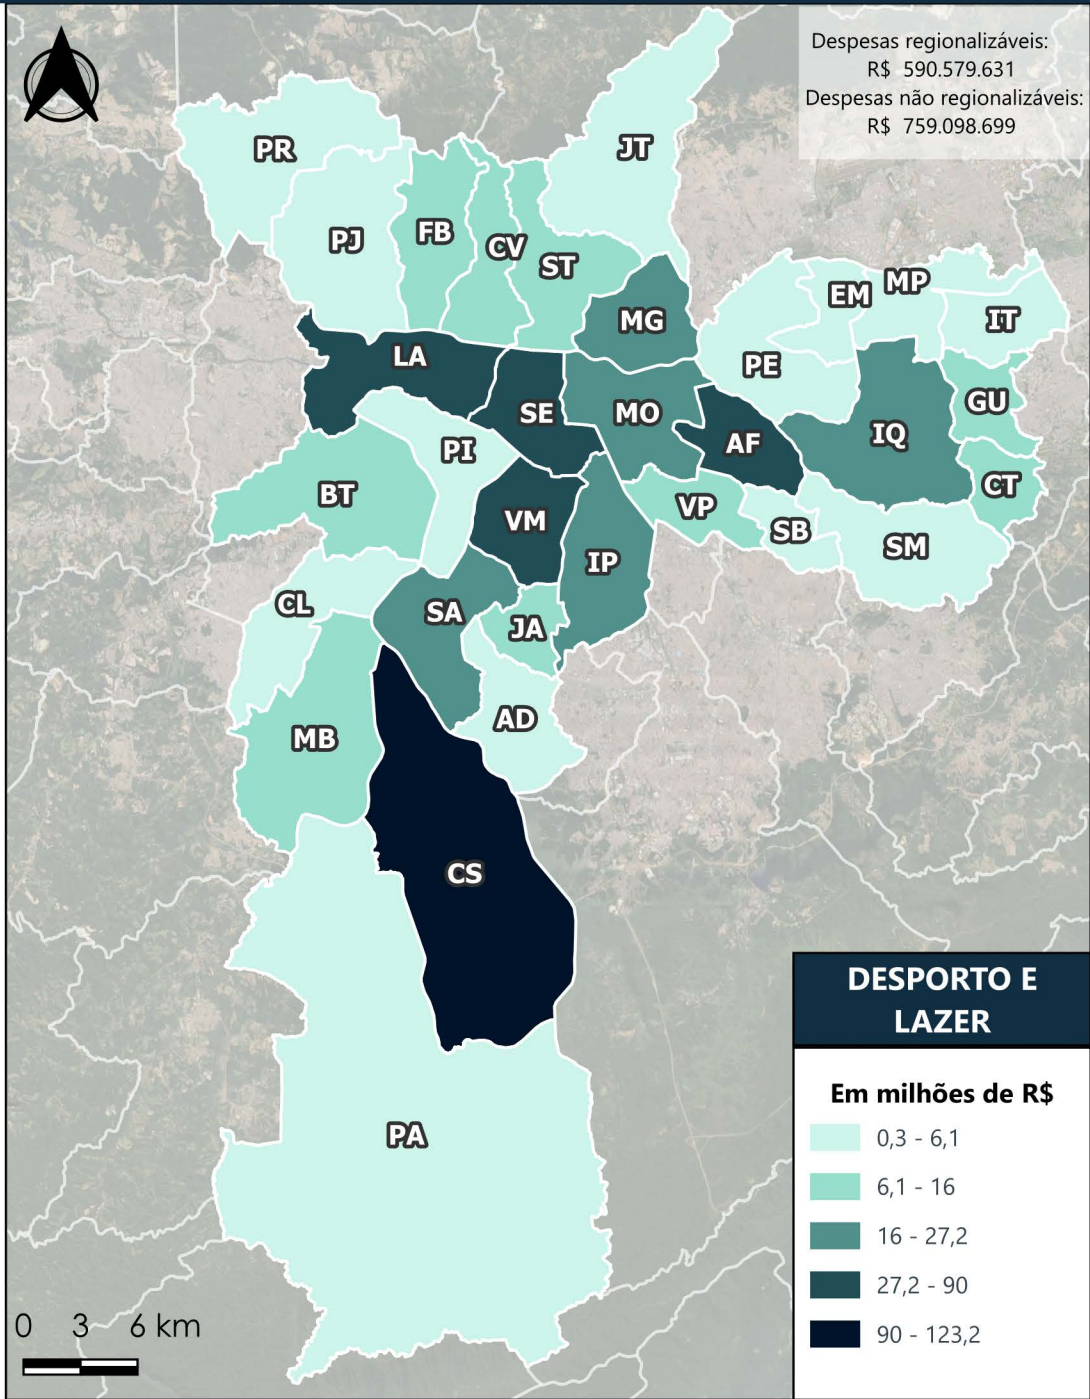 Despesas regionalizáveis:
R$ 590.579.631
Despesas não regionalizáveis:
R$ 759.098.699
JT
PR
PJ
FB
CV
ST
MG
EM
MP
IT
PE
LA
SE
MO
AF
IQ
GU
CT
PI
BT
VM
IP
VP
SB
SM
CL
SA
JA
AD
MB
CS
PA
DESPORTO E
LAZER
Em milhões de R$
0,3 - 6,1
6,1 - 16
16 - 27,2
27,2 - 90
90 - 123,2
0 3 6 km